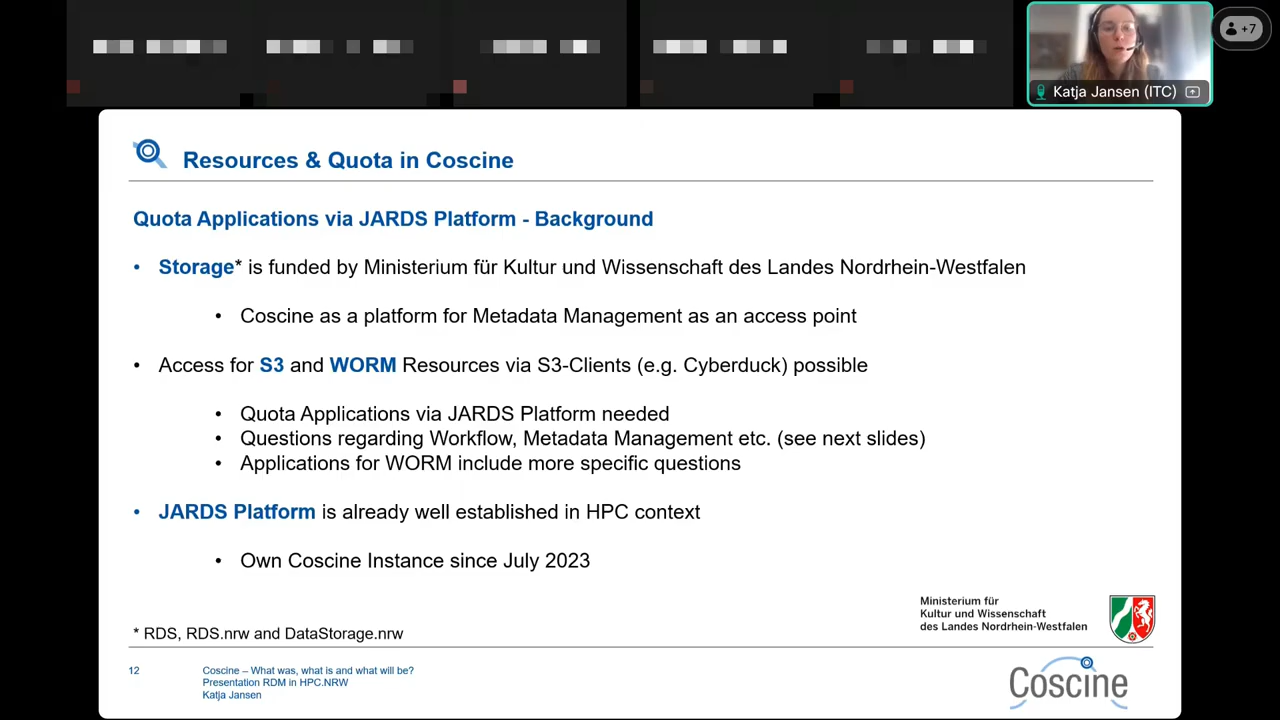 +7
Katja Jansen (ITC)
Resources & Quota in Coscine
Quota Applications via JARDS Platform - Background
• Storage* is funded by Ministerium für Kultur und Wissenschaft des Landes Nordrhein-Westfalen
• Coscine as a platform for Metadata Management as an access point
• Access for S3 and WORM Resources via S3-Clients (e.g. Cyberduck) possible
• Quota Applications via JARDS Platform needed
• Questions regarding Workflow, Metadata Management etc. (see next slides)
• Applications for WORM include more specific questions
• JARDS Platform is already well established in HPC context
• Own Coscine Instance since July 2023
Ministerium für
Kultur und Wissenschaft
des Landes Nordrhein-Westfalen
* RDS, RDS.nrw and DataStorage.nrw
12
Coscine – What was, what is and what will be?
Presentation RDM in HPC.NRW
Katja Jansen
Coscine